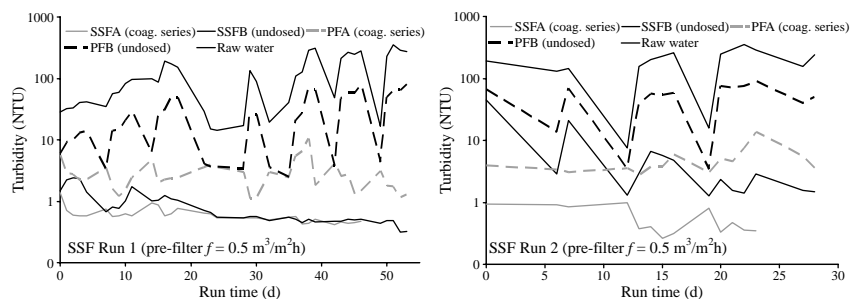 SSFA (coag. series) SSFB (undosed) PFA (coag. series)
PFB (undosed) Raw water
1000
100
10
1
0
Turbidity (NTU)
SSF Run 1 (pre-filter f = 0.5 m³/m²h)
0 10 20 30 40 50
Run time (d)
SSFA (coag. series) SSFB (undosed) PFA (coag. series)
PFB (undosed) Raw water
1000
100
10
1
0
Turbidity (NTU)
SSF Run 2 (pre-filter f = 0.5 m³/m²h)
0 5 10 15 20 25 30
Run time (d)